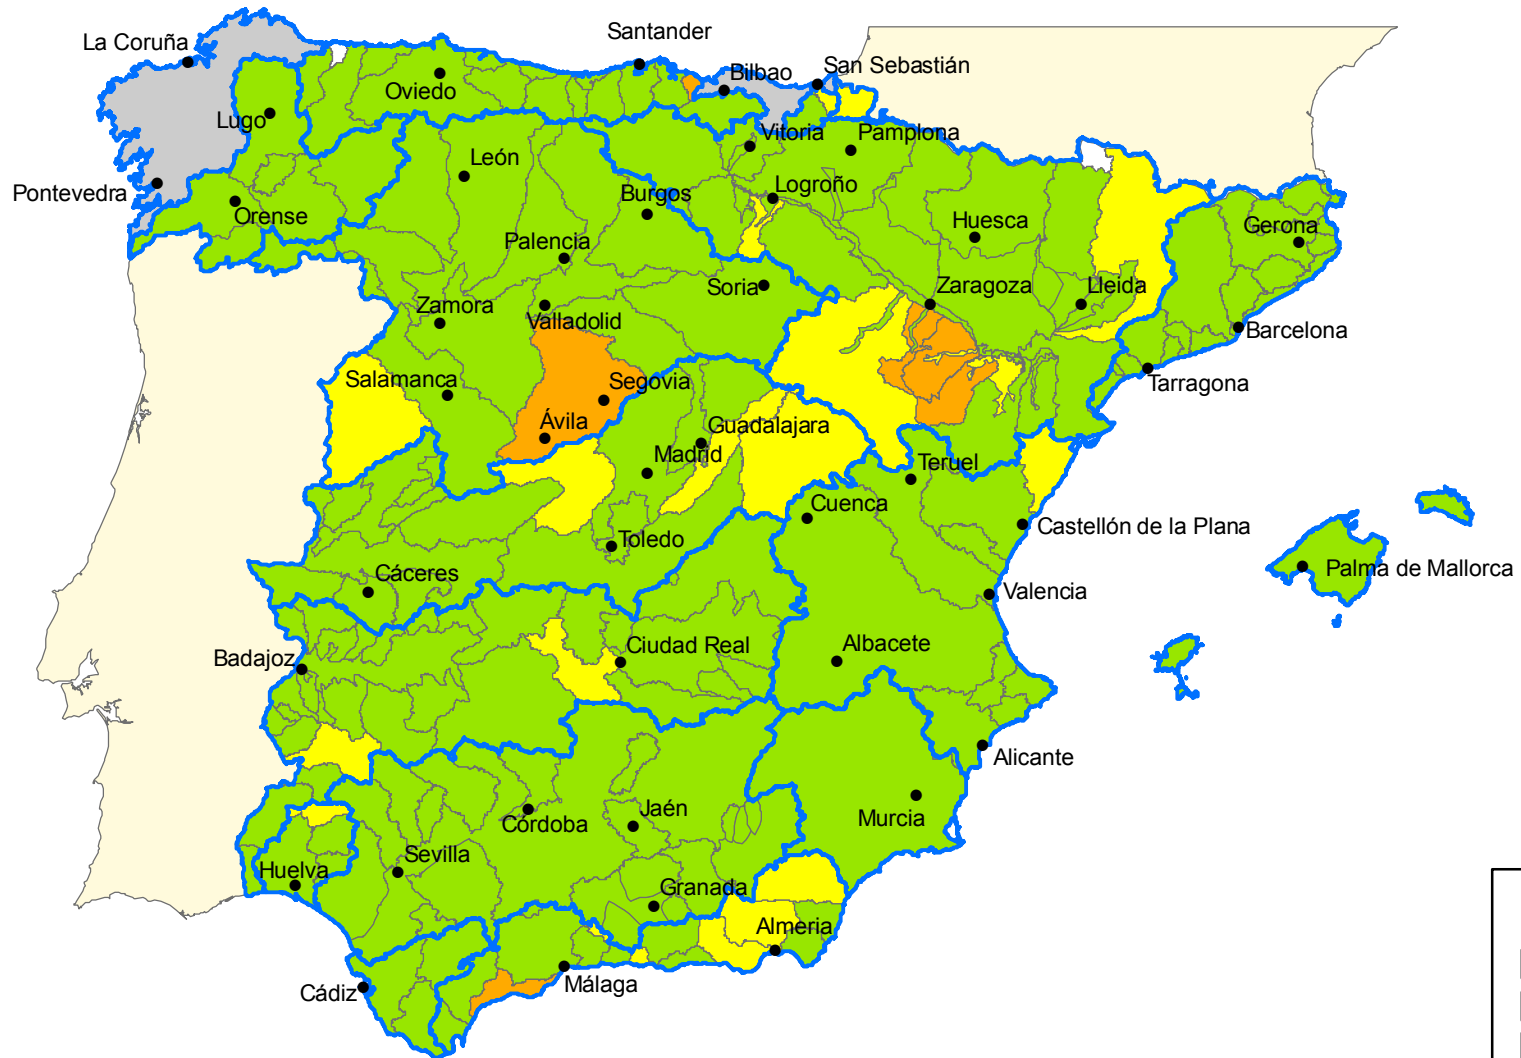 Santander
La Coruña
San Sebastián
Bilbao
Oviedo
Lugo
Vitoria
Pamplona
León
Pontevedra
Burgos
Logroño
Orense
Huesca
Gerona
Palencia
Soria
Zaragoza
Lleida
Zamora
Valladolid
Barcelona
Salamanca
Segovia
Tarragona
Ávila
Guadalajara
Madrid
Teruel
Cuenca
Castellón de la Plana
Toledo
Palma de Mallorca
Cáceres
Valencia
Ciudad Real
Albacete
Badajoz
Alicante
Jaén
Córdoba
Murcia
Sevilla
Huelva
Granada
Almeria
Málaga
Cádiz